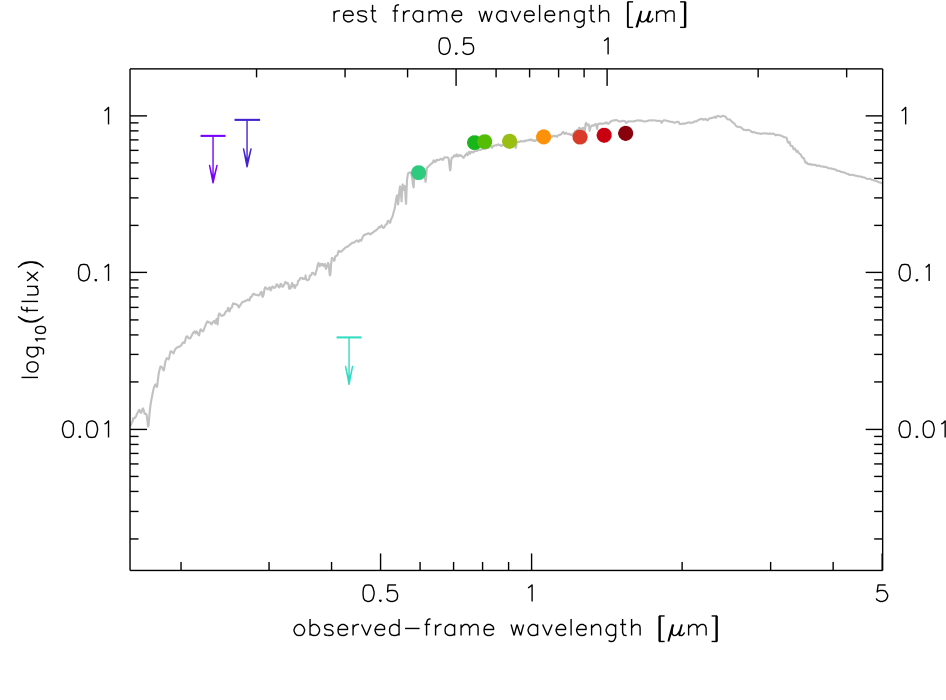 rest frame wavelength [μm]
0.5 1
1 1
0.1 0.1
log10(flux)
0.01 0.01
0.5 1 5
observed-frame wavelength [μm]